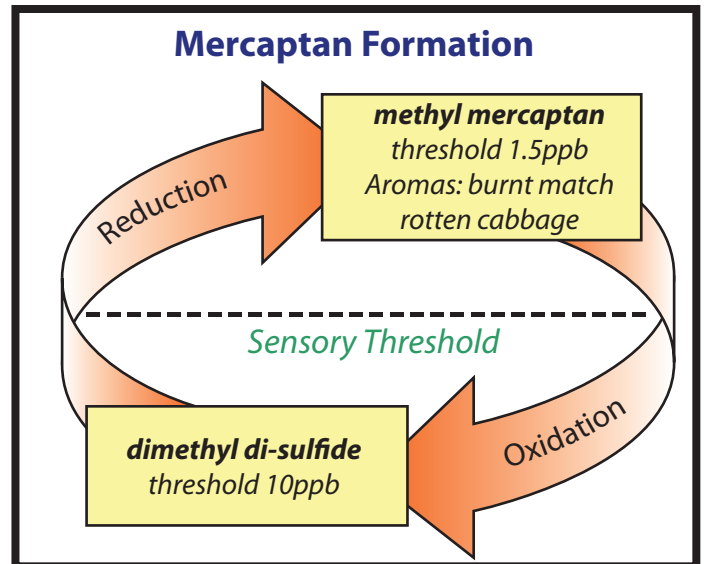 Mercaptan Formation
methyl mercaptan
threshold 1.5ppb
Aromas: burnt match
rotten cabbage
Reduction
Sensory Threshold
dimethyl di-sulfide
threshold 10ppb
Oxidation